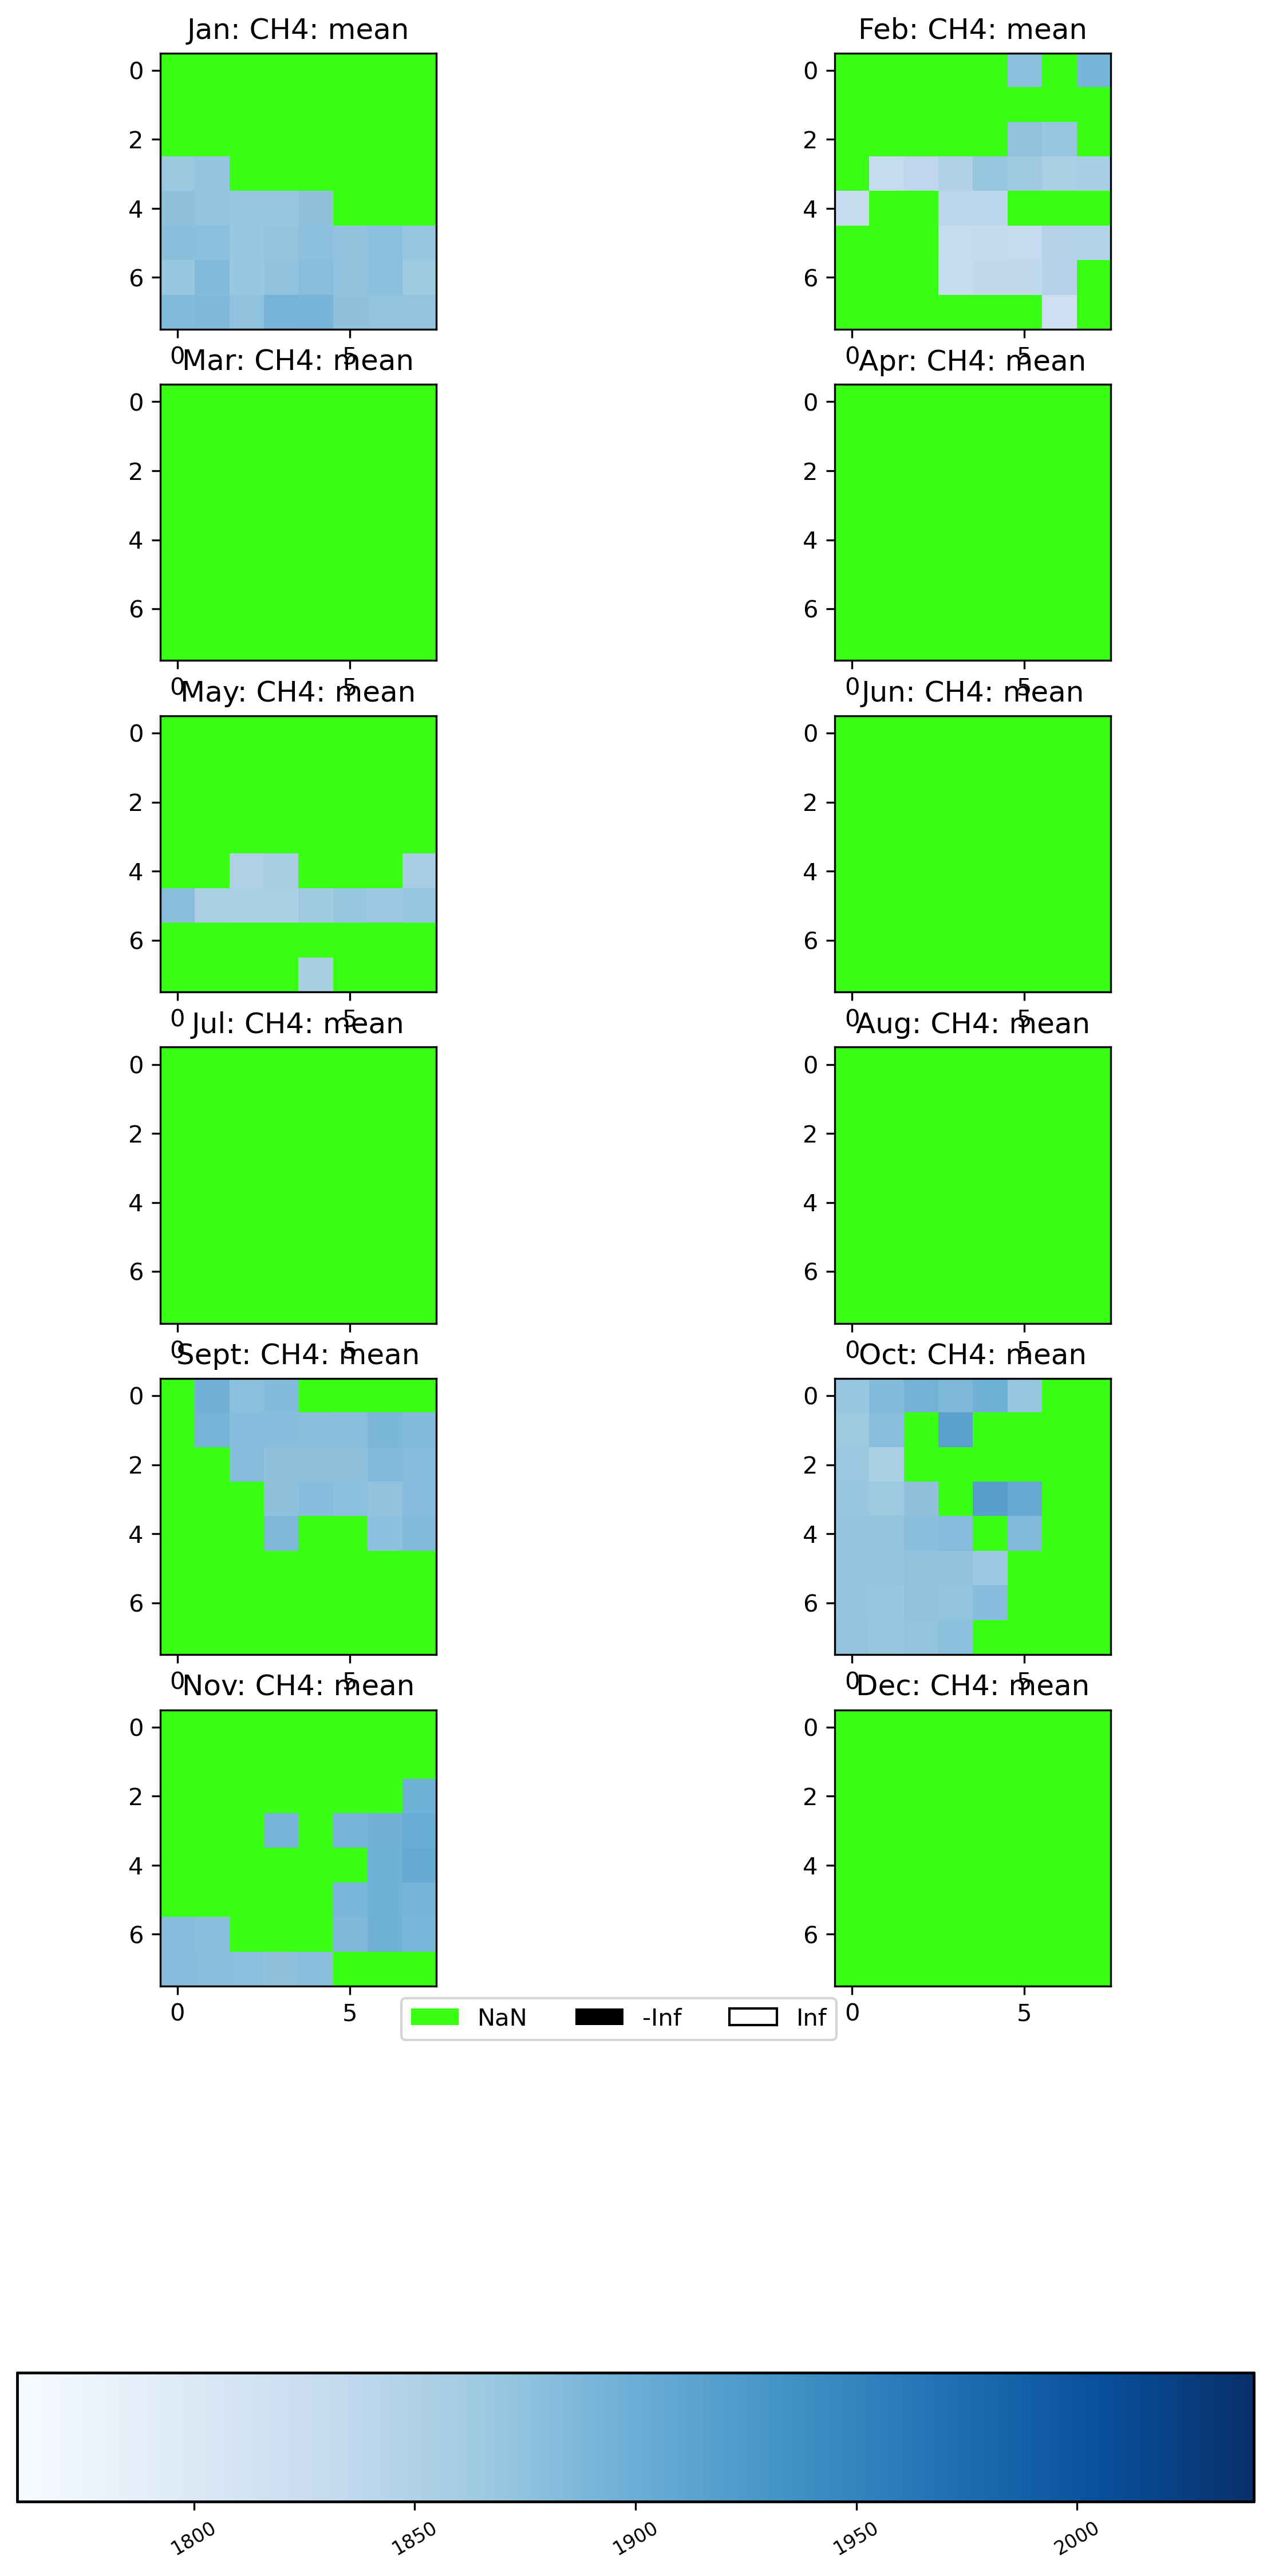 Jan: CH4: mean Feb: CH4: mean
0 0
2 2
4 4
6 6
0 5 0 5
Mar: CH4: mean Apr: CH4: mean
0 0
2 2
4 4
6 6
0 5 0 5
May: CH4: mean Jun: CH4: mean
0 0
2 2
4 4
6 6
0 5 0 5
Jul: CH4: mean Aug: CH4: mean
0 0
2 2
4 4
6 6
0 5 0 5
Sept: CH4: mean Oct: CH4: mean
0 0
2 2
4 4
6 6
0 5 0 5
Nov: CH4: mean Dec: CH4: mean
0 0
2 2
4 4
6 6
0 5 0 5
NaN -Inf Inf
1800 1850 1900 1950 2000